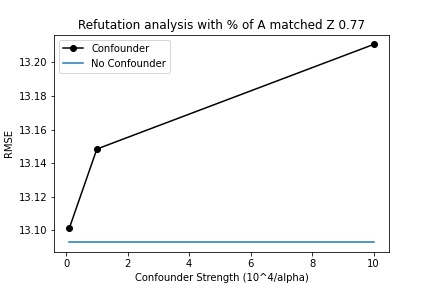 Refutation analysis with % of A matched Z 0.77
Confounder
No Confounder
13.20
13.18
13.16
13.14
13.12
13.10
RMSE
0 2 4 6 8 10
Confounder Strength (10^4/alpha)